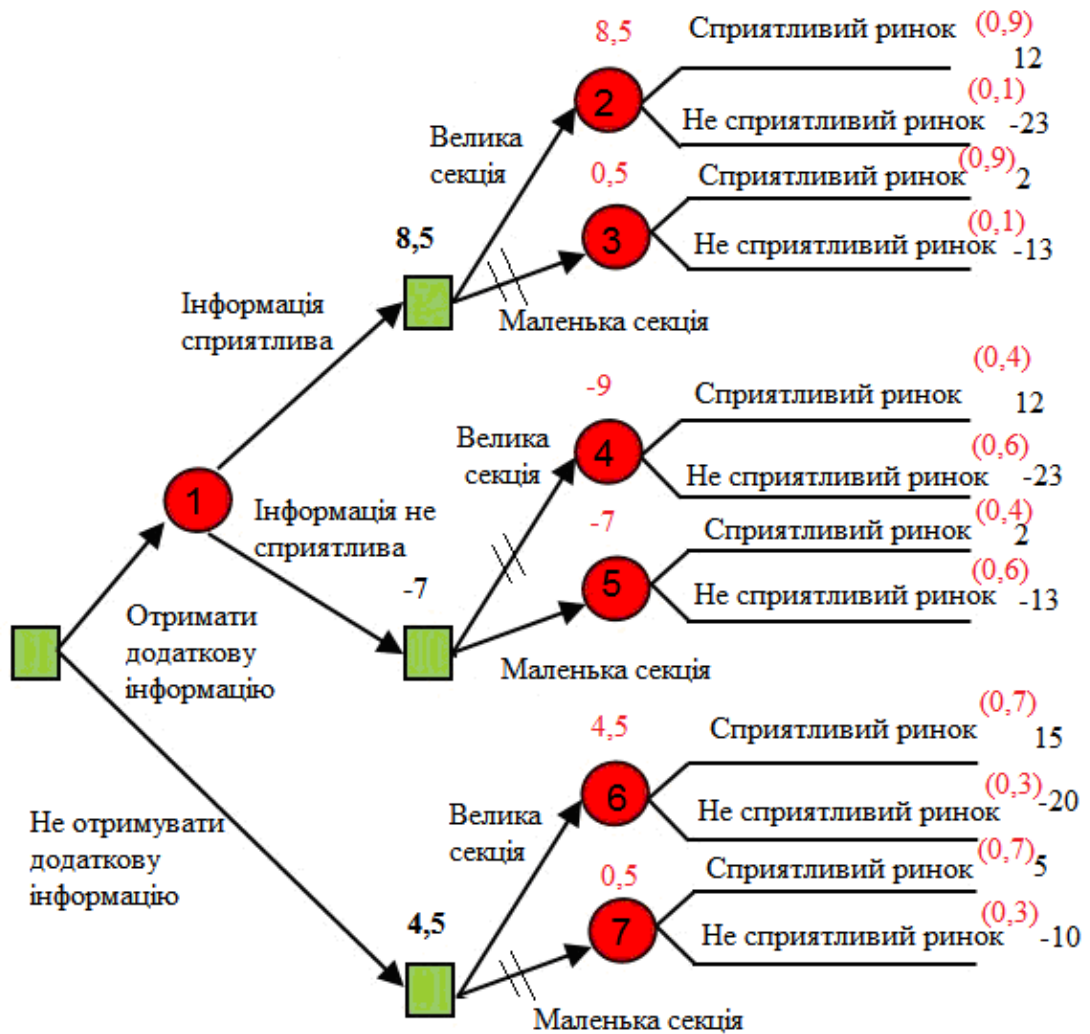 8,5
Сприятливий ринок (0,9)
12
2
(0,1)
Не сприятливий ринок -23
Велика
секція
0,5
(0,9)
Сприятливий ринок 2
3
(0,1)
Не сприятливий ринок -13
8,5
Маленька секція
Інформація
сприятлива
-9
(0,4)
Сприятливий ринок 12
Велика
секція
4
(0,6)
Не сприятливий ринок -23
1
Інформація не
сприятлива
-7
(0,4)
Сприятливий ринок 2
5
(0,6)
Не сприятливий ринок -13
-7
Отримати
додаткову
інформацію
Маленька секція
4,5
(0,7)
Сприятливий ринок 15
6
(0,3)
Не сприятливий ринок -20
Велика
секція
Не отримувати
додаткову
інформацію
0,5
(0,7)
Сприятливий ринок 5
7
(0,3)
Не сприятливий ринок -10
4,5
Маленька секція